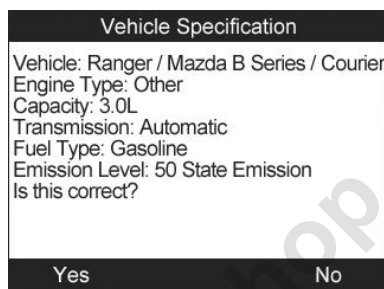 Vehicle Specification
Vehicle: Ranger / Mazda B Series / Courier
Engine Type: Other
Capacity: 3.0L
Transmission: Automatic
Fuel Type: Gasoline
Emission Level: 50 State Emission
Is this correct?
Yes No